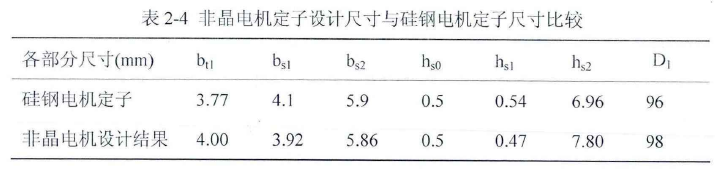 表 2-4 非晶电机定子设计尺寸与硅钢电机定子尺寸比较
各部分尺寸(mm) bt1 bs1 bs2 hs0 hs1 hs2 D1
硅钢电机定子 3.77 4.1 5.9 0.5 0.54 6.96 96
非晶电机设计结果 4.00 3.92 5.86 0.5 0.47 7.80 98